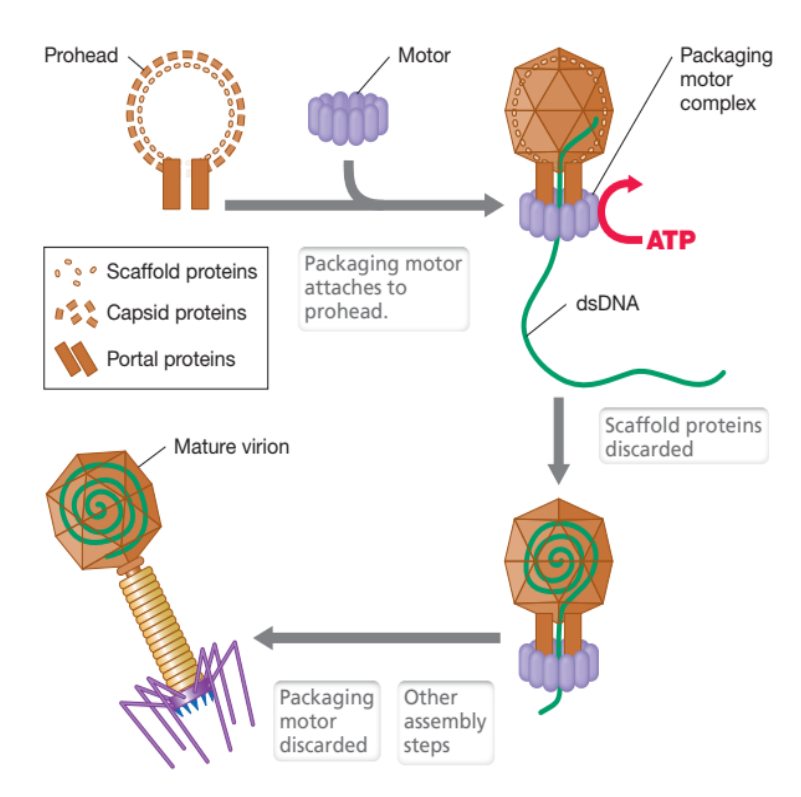 Prohead
Motor
Packaging
motor
complex
ATP
Scaffold proteins
Capsid proteins
Portal proteins
Packaging motor
attaches to
prohead.
dsDNA
Scaffold proteins
discarded
Mature virion
Packaging
motor
discarded
Other
assembly
steps